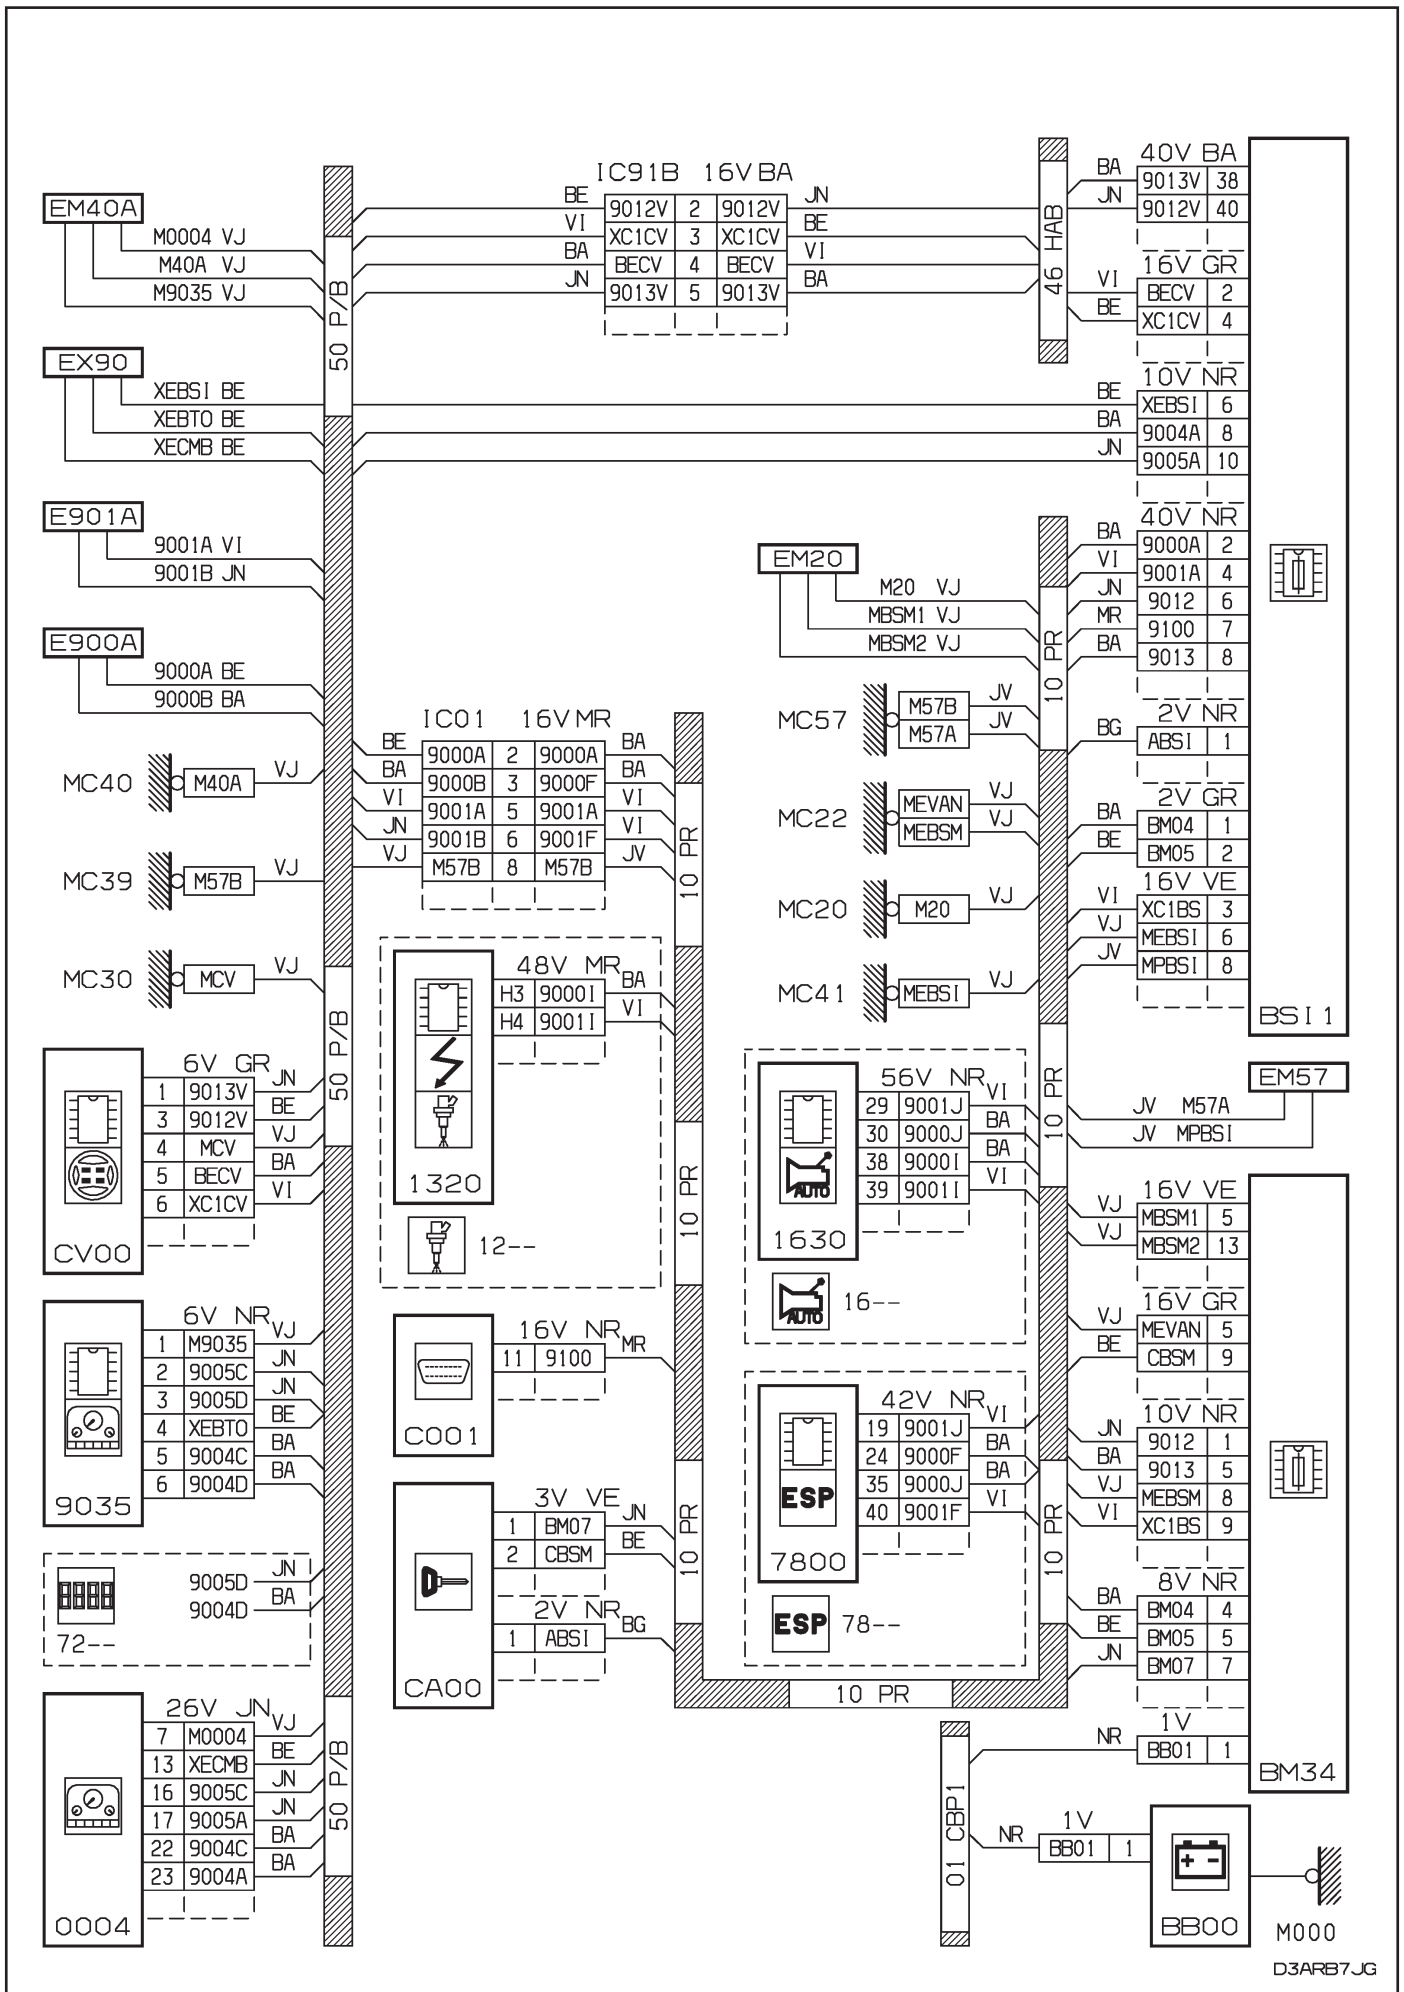 EM40A
M0004 VJ
M40A VJ
M9035 VJ
EX90
XEBSI BE
XEBTO BE
XECMB BE
E901A
9001A VI
9001B JN
E900A
9000A BE
9000B BA
MC40 M40A VJ
MC39 M57B VJ
MC30 MCV VJ
6V GR
1 9013V JN
3 9012V BE
4 MCV VJ
5 BECV BA
6 XC1CV VI
CV00
6V NR
1 M9035 VJ
2 9005C JN
3 9005D JN
4 XEBTO BE
5 9004C BA
6 9004D BA
9035
9005D JN
9004D BA
72--
26V JN
7 M0004 VJ
13 XECMB BE
16 9005C JN
17 9005A JN
22 9004C BA
23 9004A BA
0004
50 P/B
50 P/B
50 P/B
IC91B 16V BA
BE 9012V 2 9012V JN
VI XC1CV 3 XC1CV BE
BA BECV 4 BECV VI
JN 9013V 5 9013V BA
46 HAB
IC01 16V MR
BE 9000A 2 9000A BA
BA 9000B 3 9000F BA
VI 9001A 5 9001A VI
JN 9001B 6 9001F VI
VJ M57B 8 M57B JV
10 PR
48V MR
H3 9000I BA
H4 9001I VI
1320
12--
10 PR
16V NR
11 9100 MR
C001
3V VE
1 BM07 JN
2 CBSM BE
2V NR
1 ABSI BG
CA00
10 PR
10 PR
EM20
M20 VJ
MBSM1 VJ
MBSM2 VJ
MC57 M57B JV
M57A JV
MC22 MEVAN VJ
MEBSM VJ
MC20 M20 VJ
MC41 MEBSI VJ
10 PR
56V NR
29 9001J VI
30 9000J BA
38 9000I BA
39 9001I VI
AUTO
1630
AUTO
16--
10 PR
42V NR
19 9001J VI
24 9000F BA
35 9000J BA
40 9001F VI
ESP
7800
ESP 78--
10 PR
40V BA
BA 9013V 38
JN 9012V 40
16V GR
VI BECV 2
BE XC1CV 4
10V NR
BE XEBSI 6
BA 9004A 8
JN 9005A 10
40V NR
BA 9000A 2
VI 9001A 4
JN 9012 6
MR 9100 7
BA 9013 8
2V NR
BG ABSI 1
2V GR
BA BM04 1
BE BM05 2
16V VE
VI XC1BS 3
VJ MEBSI 6
JV MPBSI 8
BSI1
EM57
JV M57A
JV MPBSI
16V VE
VJ MBSM1 5
VJ MBSM2 13
16V GR
VJ MEVAN 5
BE CBSM 9
10V NR
JN 9012 1
BA 9013 5
VJ MEBSM 8
VI XC1BS 9
8V NR
BA BM04 4
BE BM05 5
JN BM07 7
1V
NR BB01 1
BM34
01 CBP1
1V
NR BB01 1
+ -
BB00
M000
D3ARB7JG